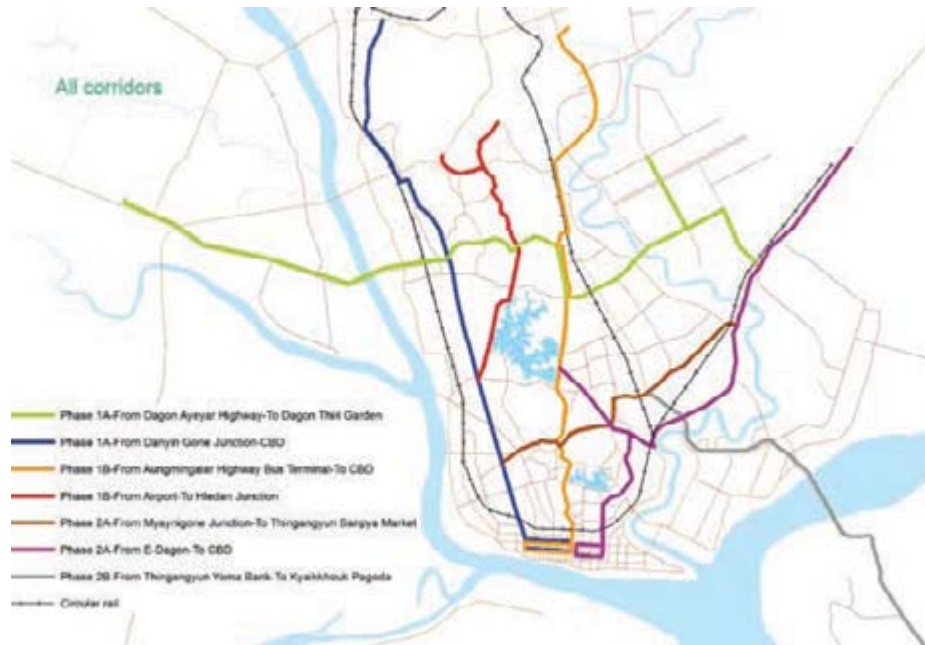 All corridors
Phase 1A-From Dagon Ayeyar Highway-To Dagon Thiri Garden
Phase 1A-From Danyin Gone Junction-CBD
Phase 1B-From Aungmingalar Highway Bus Terminal-To CBD
Phase 1B-From Airport-To Hledan Junction
Phase 2A-From Myaynigone Junction-To Thingangyun Sanpya Market
Phase 2A-From E-Dagon-To CBD
Phase 2B-From Thingangyun Yoma Bank-To Kyaikkhouk Pagoda
Circular rail